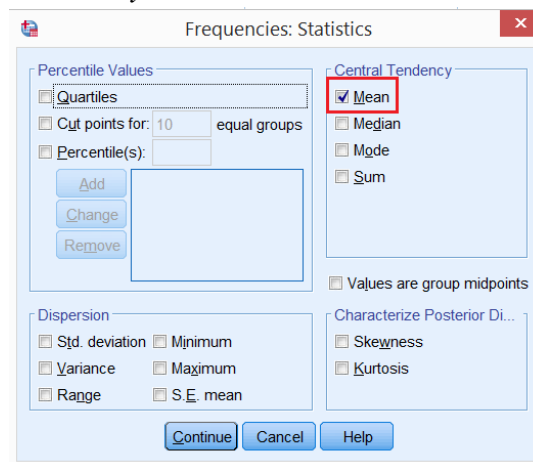 Frequencies: Statistics
Percentile Values
Quartiles
Cut points for: 10 equal groups
Percentile(s):
Add
Change
Remove
Central Tendency
Mean
Median
Mode
Sum
Values are group midpoints
Dispersion
Std. deviation Minimum
Variance Maximum
Range S.E. mean
Characterize Posterior Di...
Skewness
Kurtosis
Continue Cancel Help